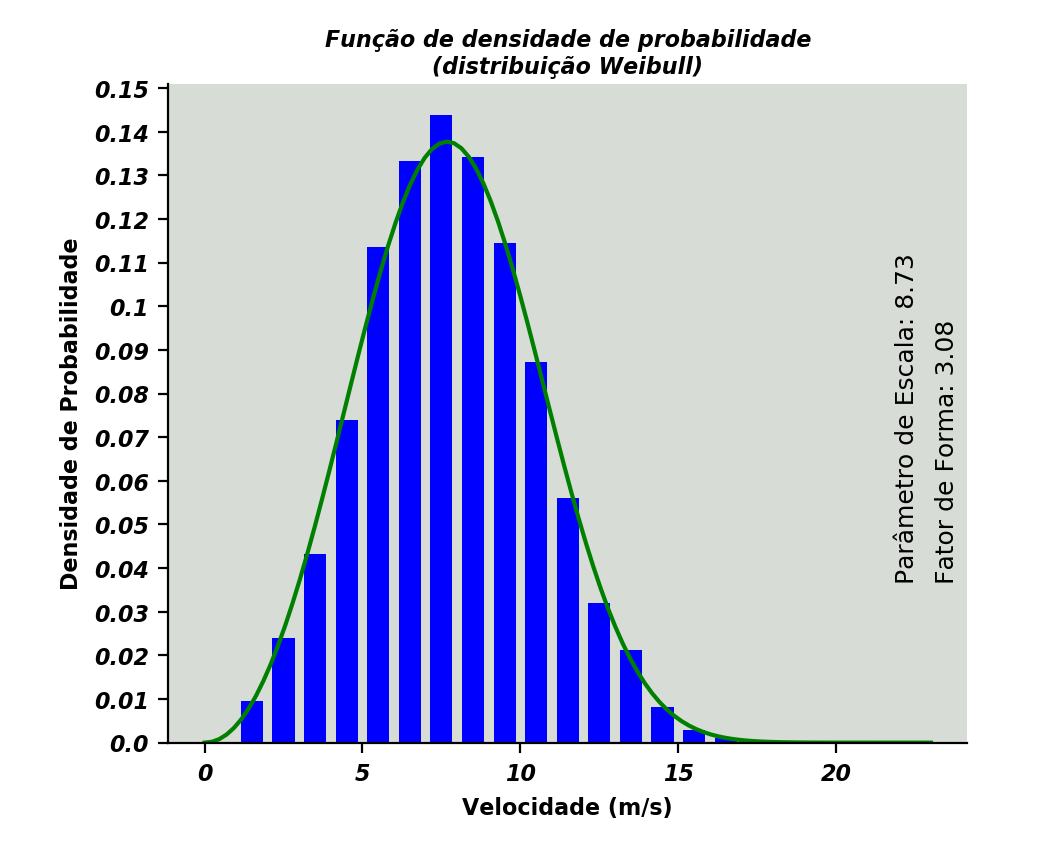 Função de densidade de probabilidade
(distribuição Weibull)
0.15
0.14
0.13
0.12
0.11
0.1
0.09
0.08
0.07
0.06
0.05
0.04
0.03
0.02
0.01
0.0
Densidade de Probabilidade
0 5 10 15 20
Velocidade (m/s)
Parâmetro de Escala: 8.73
Fator de Forma: 3.08